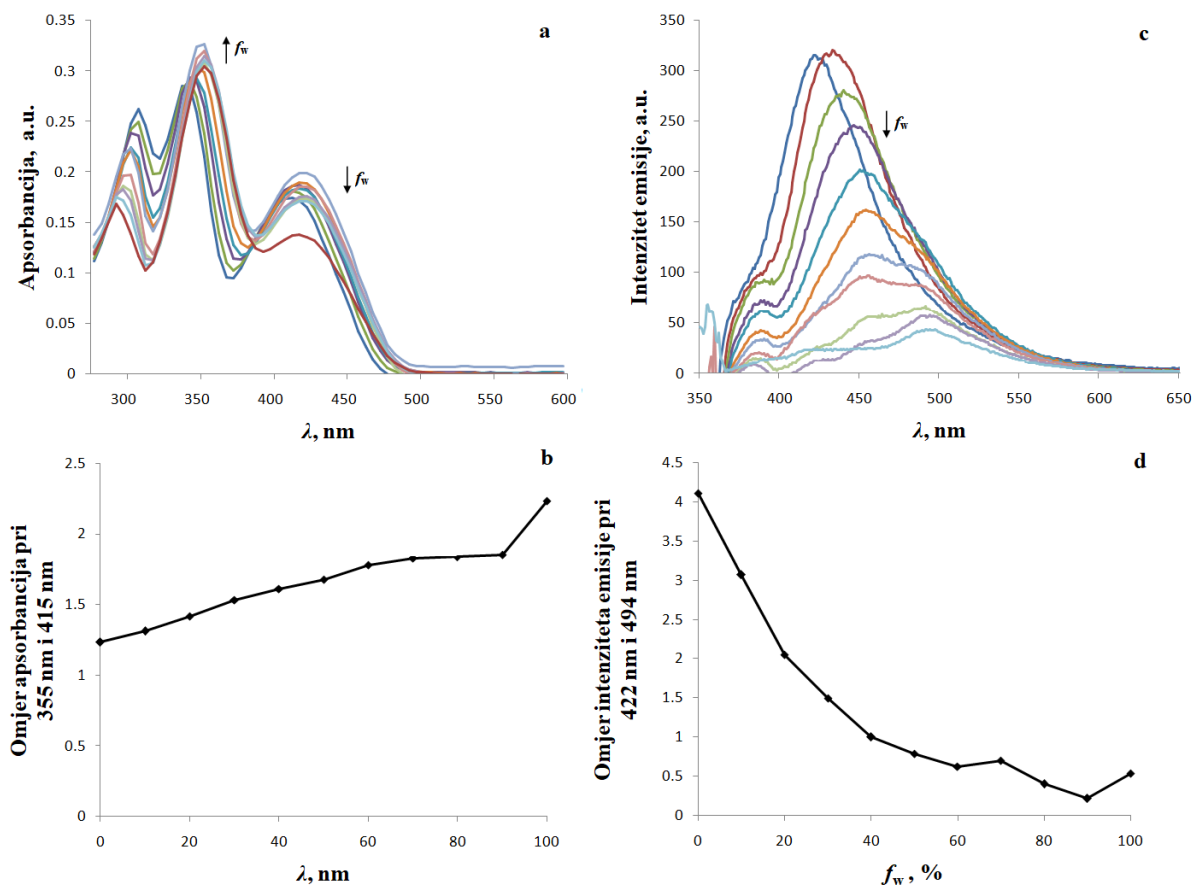 a
Apsorbancija, a.u.
0.35
0.3
0.25
0.2
0.15
0.1
0.05
0
f_w
f_w
300 350 400 450 500 550 600
λ, nm
c
Intenzitet emisije, a.u.
350
300
250
200
150
100
50
0
f_w
350 400 450 500 550 600 650
λ, nm
b
Omjer apsorbancija pri
355 nm i 415 nm
2.5
2
1.5
1
0.5
0
0 20 40 60 80 100
λ, nm
d
Omjer intenziteta emisije pri
422 nm i 494 nm
4.5
4
3.5
3
2.5
2
1.5
1
0.5
0
0 20 40 60 80 100
f_w, %